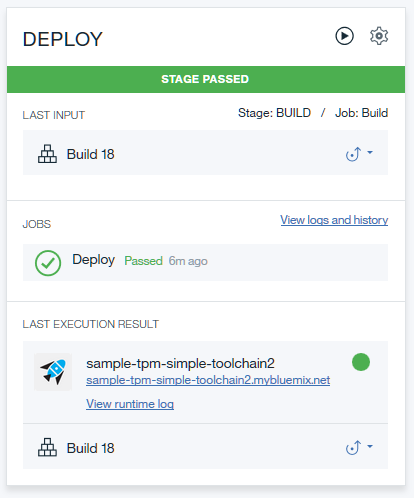 DEPLOY
STAGE PASSED
LAST INPUT Stage: BUILD / Job: Build
Build 18
JOBS View logs and history
Deploy Passed 6m ago
LAST EXECUTION RESULT
sample-tpm-simple-toolchain2
sample-tpm-simple-toolchain2.mybluemix.net
View runtime log
Build 18